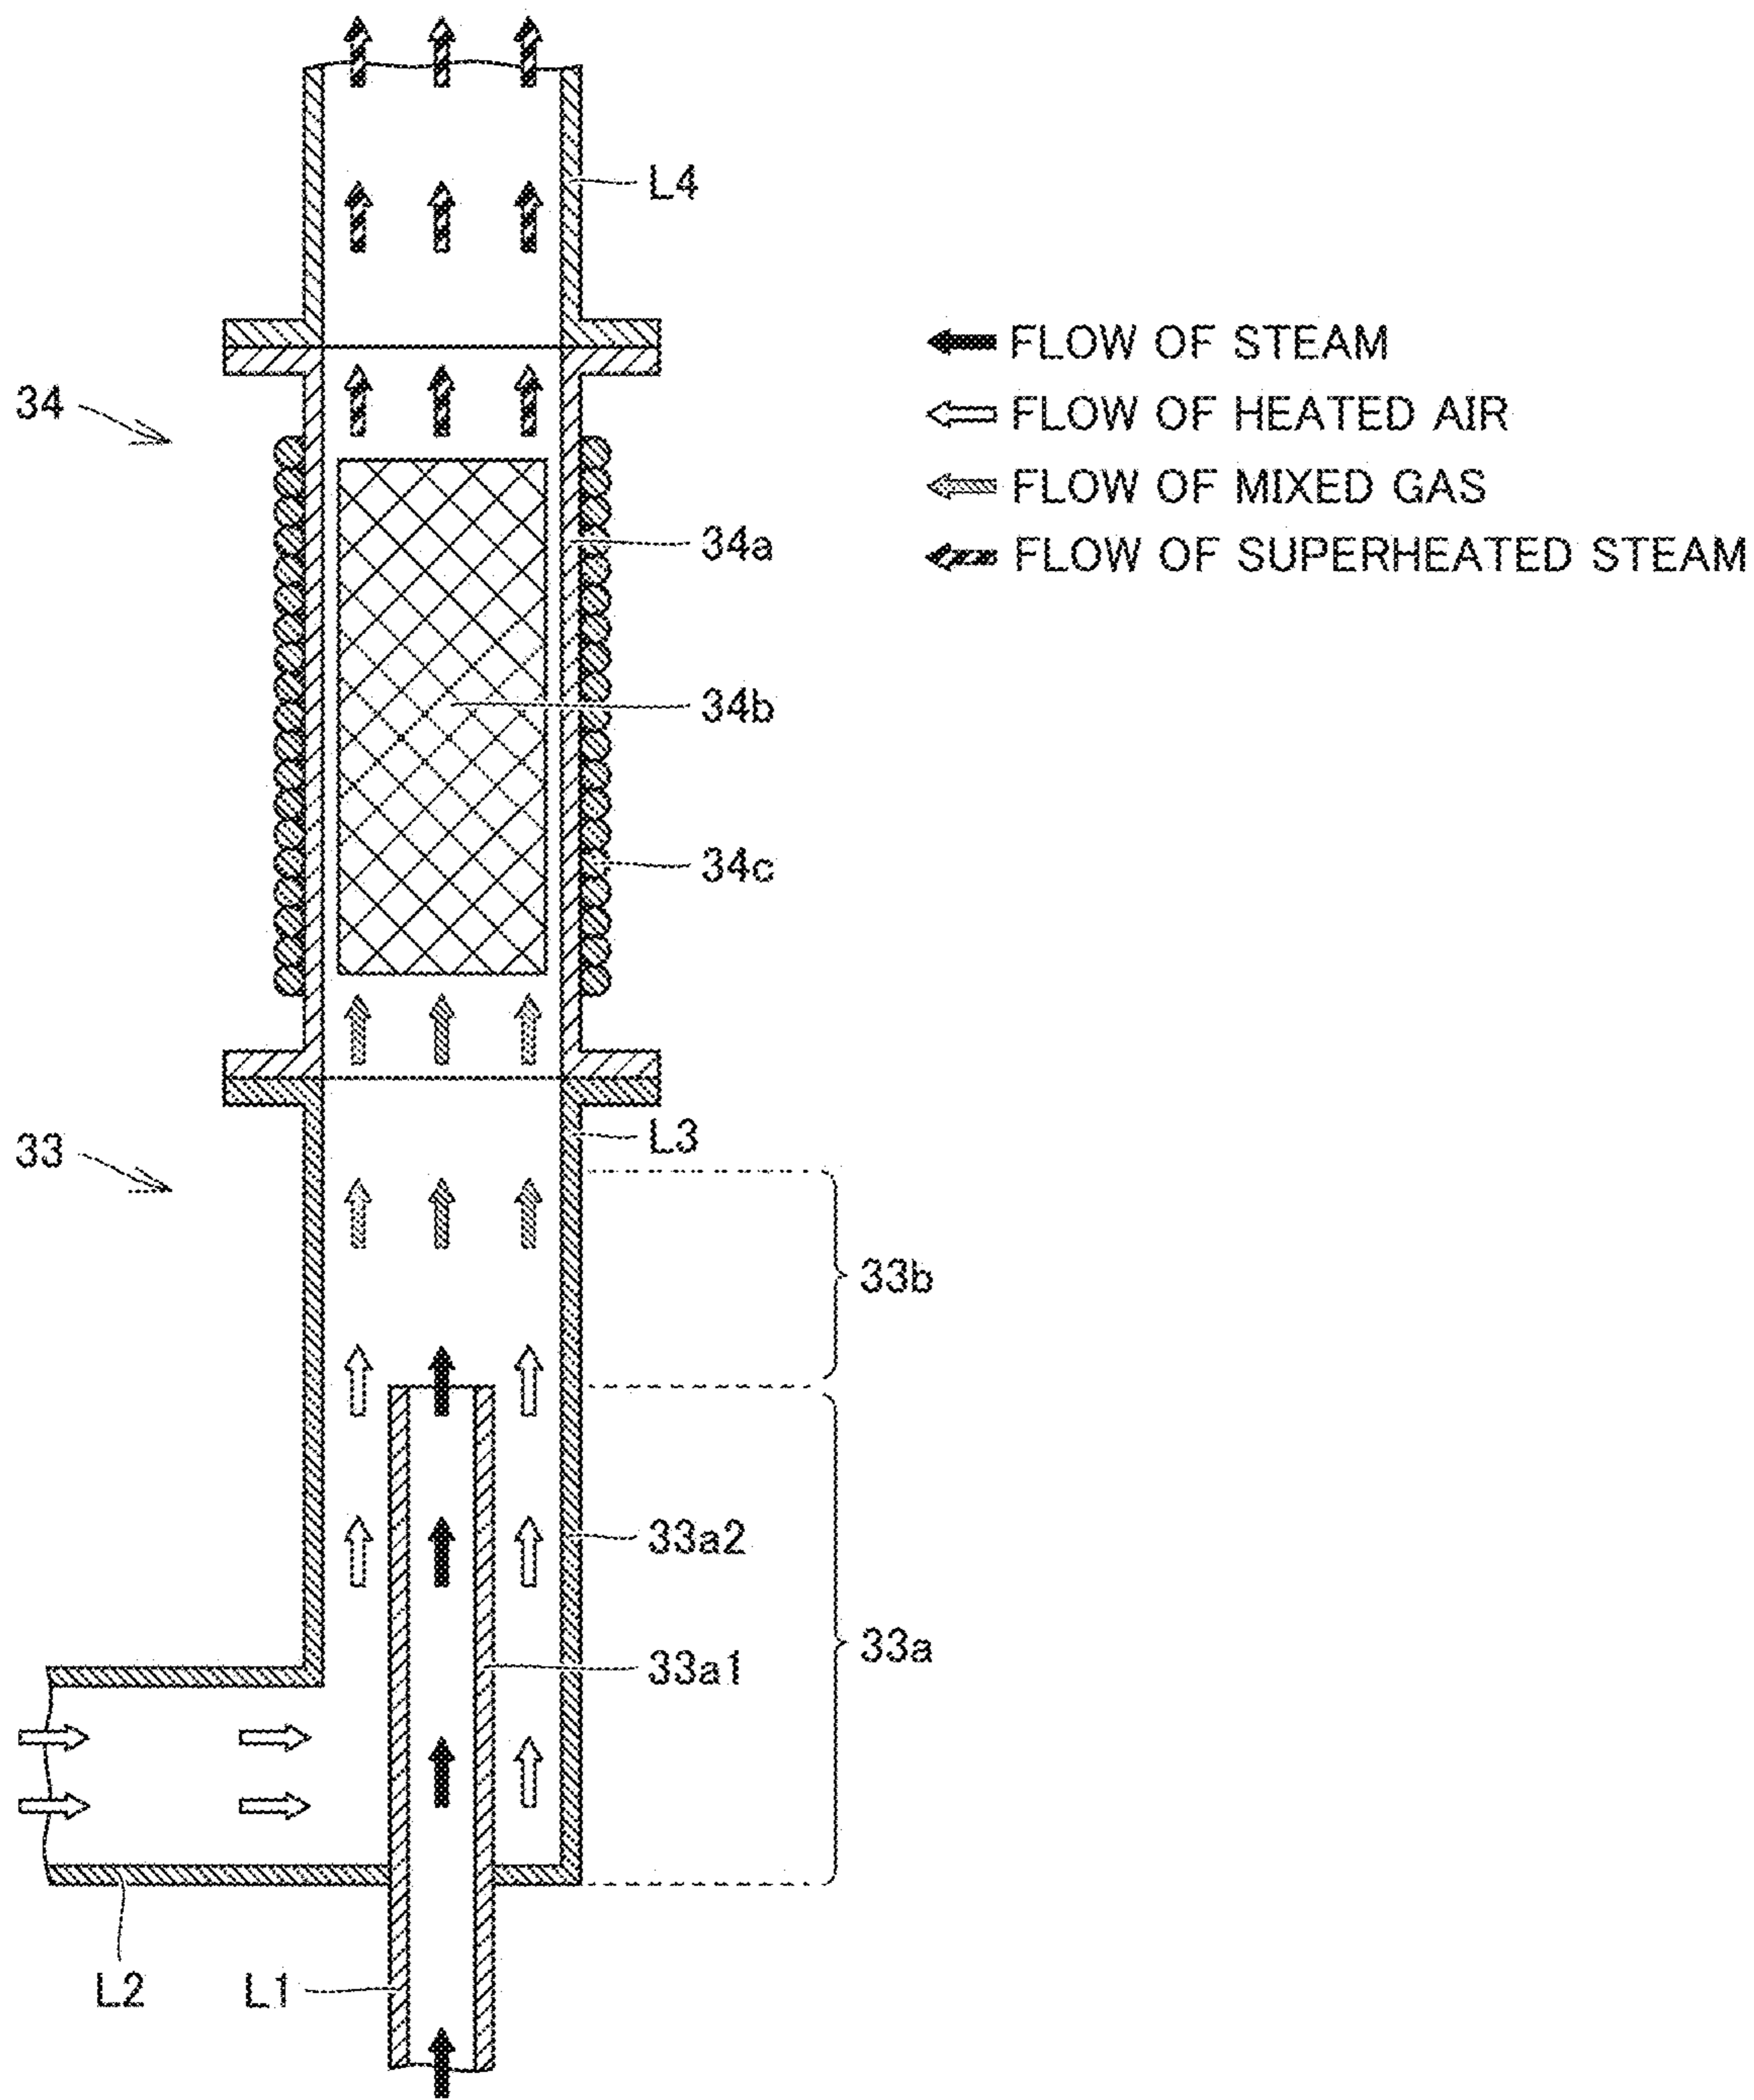 L4
FLOW OF STEAM
FLOW OF HEATED AIR
FLOW OF MIXED GAS
FLOW OF SUPERHEATED STEAM
34
34a
34b
34c
33
L3
33b
33a2
33a
33a1
L2
L1